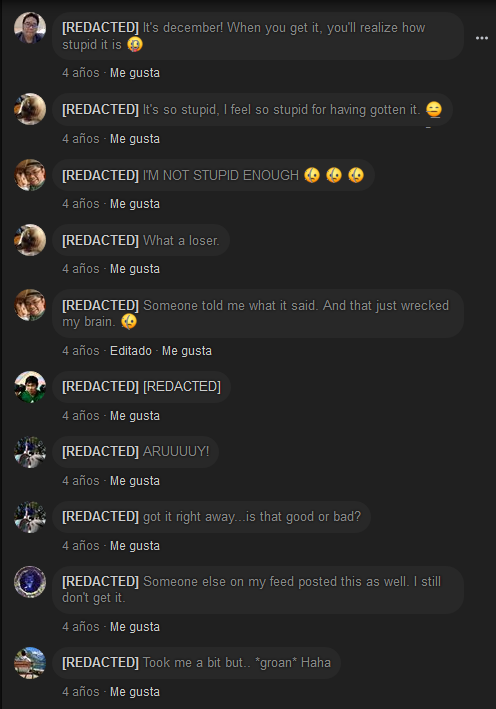 [REDACTED] It's december! When you get it, you'll realize how
stupid it is
4 años · Me gusta
[REDACTED] It's so stupid, I feel so stupid for having gotten it.
4 años · Me gusta
[REDACTED] I'M NOT STUPID ENOUGH
4 años · Me gusta
[REDACTED] What a loser.
4 años · Me gusta
[REDACTED] Someone told me what it said. And that just wrecked
my brain.
4 años · Editado · Me gusta
[REDACTED] [REDACTED]
4 años · Me gusta
[REDACTED] ARUUUUY!
4 años · Me gusta
[REDACTED] got it right away...is that good or bad?
4 años · Me gusta
[REDACTED] Someone else on my feed posted this as well. I still
don't get it.
4 años · Me gusta
[REDACTED] Took me a bit but.. *groan* Haha
4 años · Me gusta